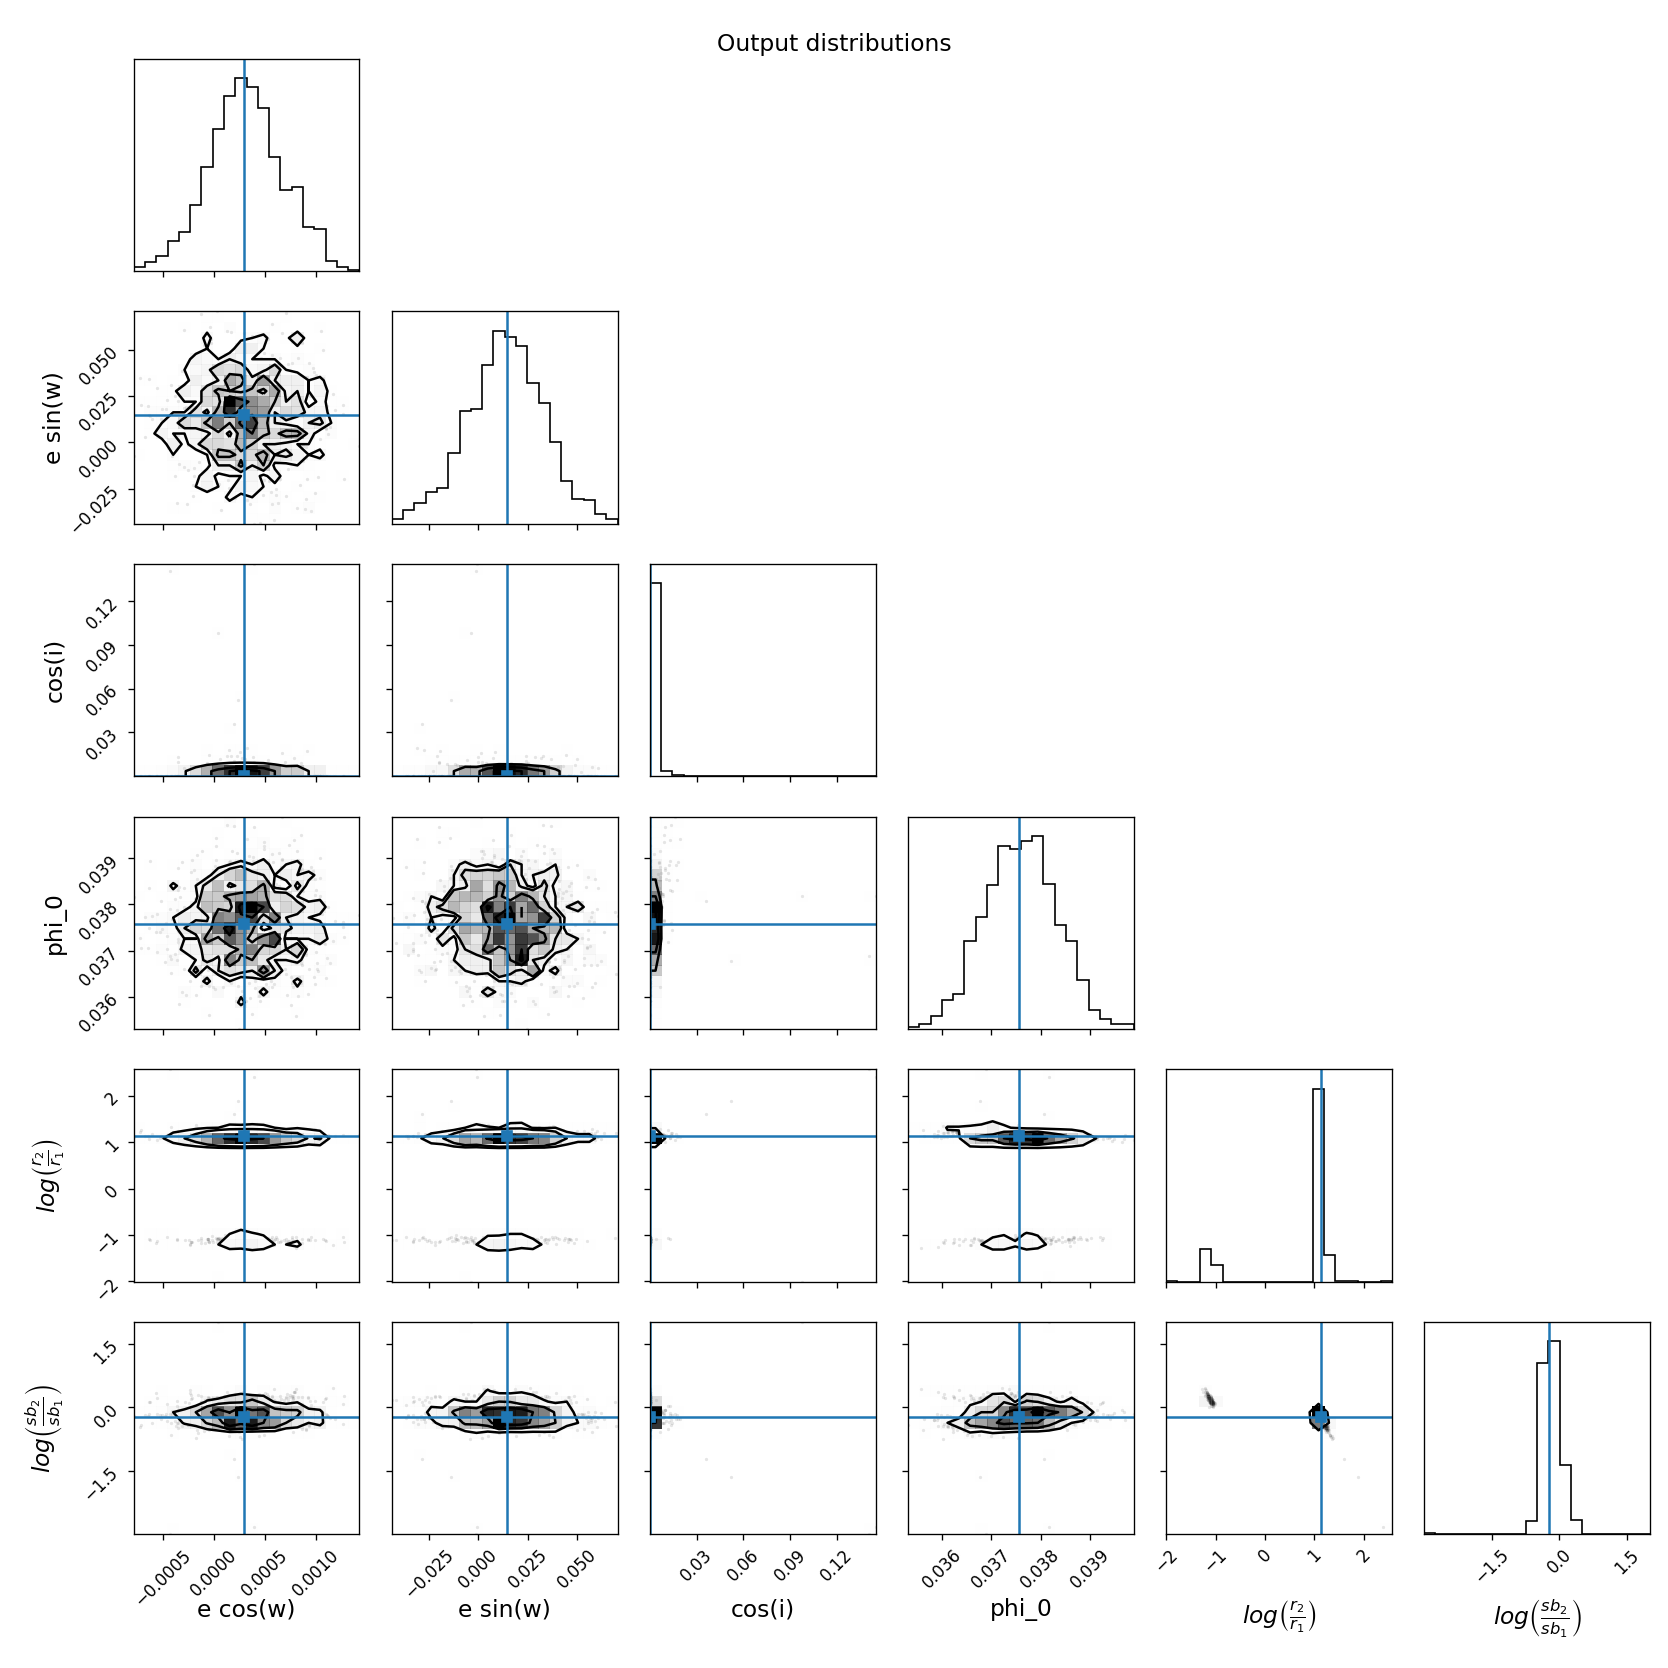 Output distributions
e sin(w)
0.050
0.025
0.000
−0.025
cos(i)
0.12
0.09
0.06
0.03
phi_0
0.039
0.038
0.037
0.036
log(r₂/r₁)
2
1
0
−1
−2
log(sb₂/sb₁)
1.5
0.0
−1.5
−0.0005 0.0000 0.0005 0.0010 −0.025 0.000 0.025 0.050 0.03 0.06 0.09 0.12 0.036 0.037 0.038 0.039 −2 −1 0 1 2 −1.5 0.0 1.5
e cos(w) e sin(w) cos(i) phi_0 log(r₂/r₁) log(sb₂/sb₁)